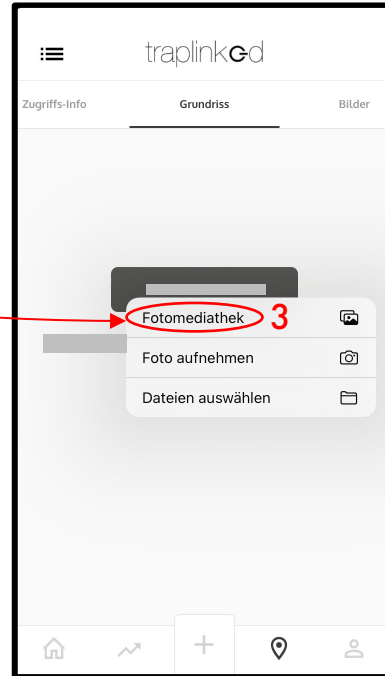 traplinked
Zugriffs-Info Grundriss Bilder
Fotomediathek 3
Foto aufnehmen
Dateien auswählen